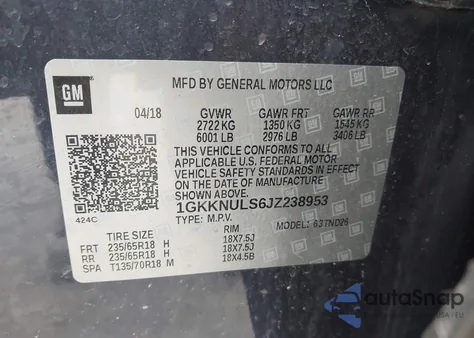 GM
MFD BY GENERAL MOTORS LLC
04/18 GVWR GAWR FRT GAWR RR
2722 KG 1350 KG 1545 KG
6001 LB 2976 LB 3406 LB
THIS VEHICLE CONFORMS TO ALL
APPLICABLE U.S. FEDERAL MOTOR
VEHICLE SAFETY STANDARDS IN EFFECT
ON THE DATE OF MANUFACTURE SHOWN
ABOVE.
1GKKNULS6JZ238953
424C TYPE: M.P.V. MODEL: 637ND26
TIRE SIZE RIM
FRT 235/65R18 H 18X7.5J
RR 235/65R18 H 18X7.5J
SPA T135/70R18 M 18X4.5B
autoSnap